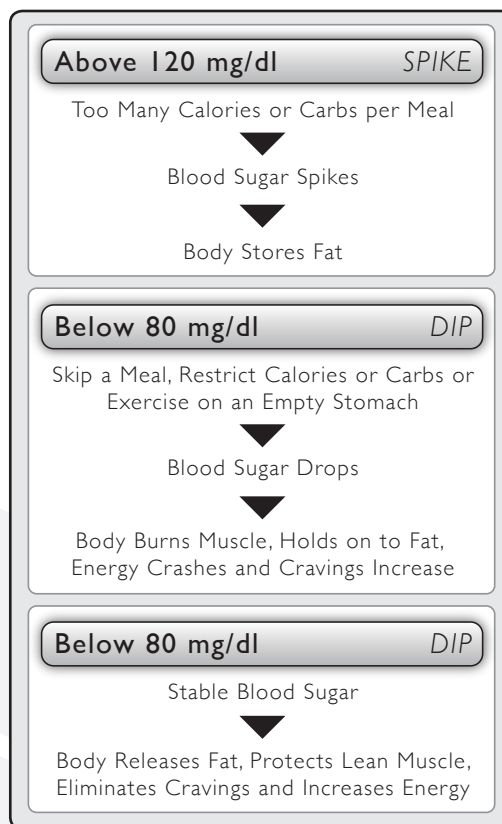 Above 120 mg/dl SPIKE
Too Many Calories or Carbs per Meal
Blood Sugar Spikes
Body Stores Fat
Below 80 mg/dl DIP
Skip a Meal, Restrict Calories or Carbs or
Exercise on an Empty Stomach
Blood Sugar Drops
Body Burns Muscle, Holds on to Fat,
Energy Crashes and Cravings Increase
Below 80 mg/dl DIP
Stable Blood Sugar
Body Releases Fat, Protects Lean Muscle,
Eliminates Cravings and Increases Energy